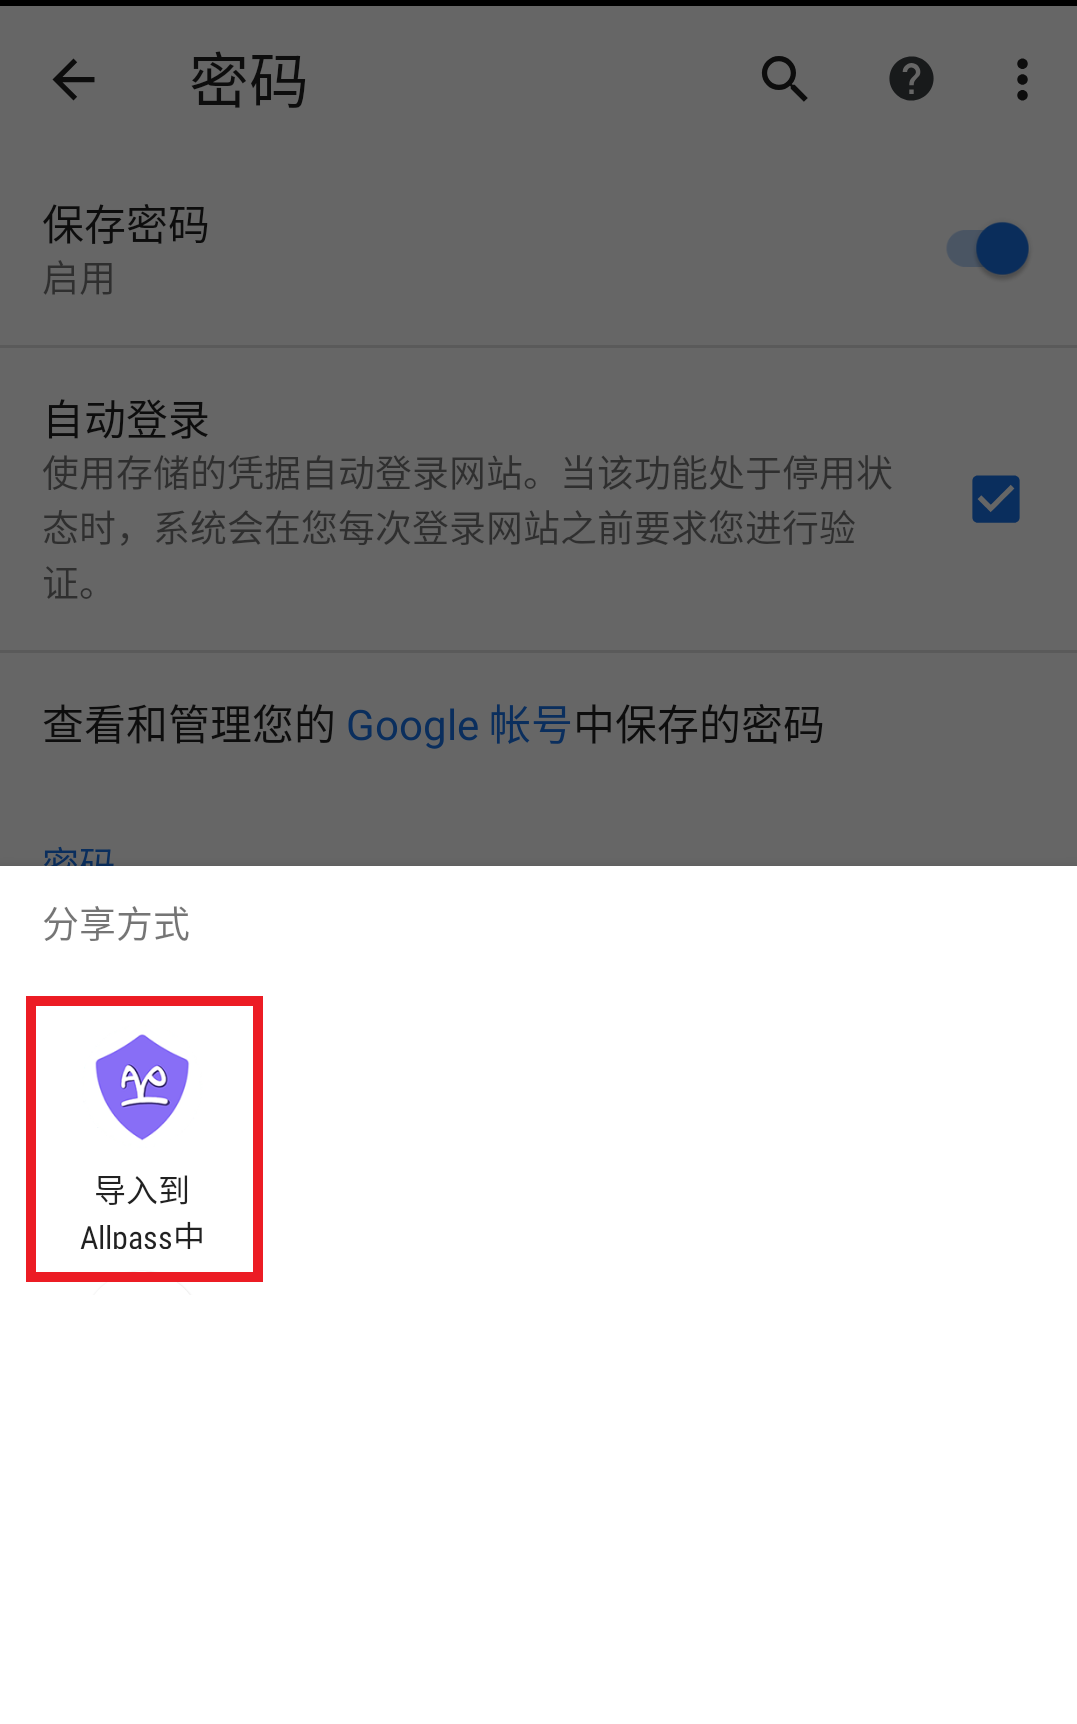 密码
保存密码
启用
自动登录
使用存储的凭据自动登录网站。当该功能处于停用状
态时，系统会在您每次登录网站之前要求您进行验
证。
查看和管理您的 Google 帐号中保存的密码
密码
分享方式
导入到
Allpass中